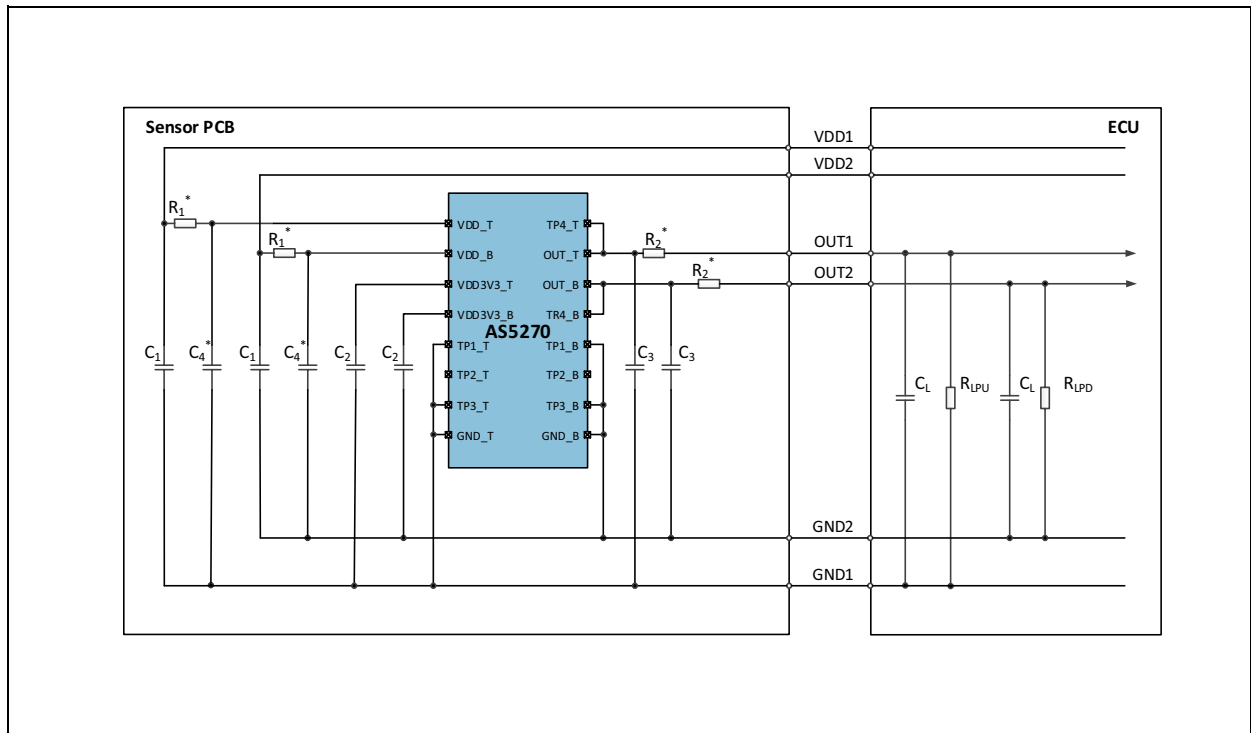 Sensor PCB
ECU
VDD1
VDD2
R1*
VDD_T
TP4_T
R2*
OUT1
R1*
VDD_B
OUT_T
R2*
OUT2
VDD3V3_T
OUT_B
VDD3V3_B
TR4_B
AS5270
C1
C4*
C1
C4*
C2
C2
TP1_T
TP1_B
C3
C3
TP2_T
TP2_B
CL
RLPU
CL
RLPD
TP3_T
TP3_B
GND_T
GND_B
GND2
GND1